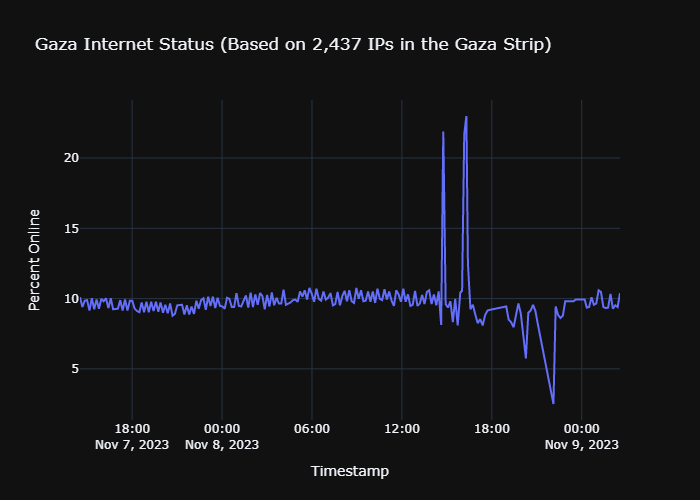 Gaza Internet Status (Based on 2,437 IPs in the Gaza Strip)
Percent Online
20
15
10
5
18:00
Nov 7, 2023
00:00
Nov 8, 2023
06:00
12:00
18:00
00:00
Nov 9, 2023
Timestamp